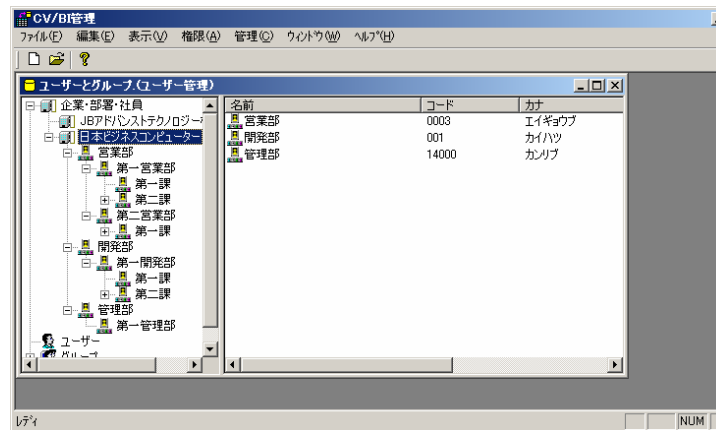 CV/BI管理
ファイル(F) 編集(E) 表示(V) 権限(A) 管理(C) ウィンドウ(W) ヘルプ(H)
ユーザーとグループ.(ユーザー管理)
企業・部署・社員
JBアドバンストテクノロジー
日本ビジネスコンピューター
営業部
第一営業部
第一課
第二課
第二営業部
第一課
開発部
第一開発部
第一課
第二課
管理部
第一管理部
ユーザー
グループ
名前 コード カナ
営業部 0003 エイギョウブ
開発部 001 カイハツ
管理部 14000 カンリブ
レディ NUM